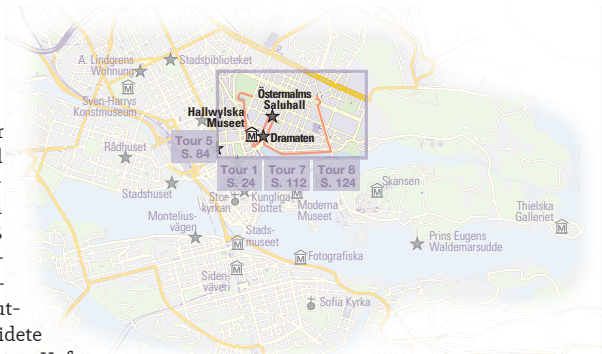 A. Lindgrens
Wohnung
Stadsbiblioteket
Sven-Harrys
Konstmuseum
Östermalms
Saluhall
Hallwylska
Museet
Dramaten
Rådhuset
Tour 5
S. 84
Tour 1
S. 24
Tour 7
S. 112
Tour 8
S. 124
Stadshuset
Stor-
kyrkan
Kungliga
Slottet
Moderna
Museet
Skansen
Thielska
Galleriet
Montelius-
vägen
Stads-
museet
Prins Eugens
Waldemarsudde
Fotografiska
Siden-
väveri
Sofia Kyrka
ut-
idete